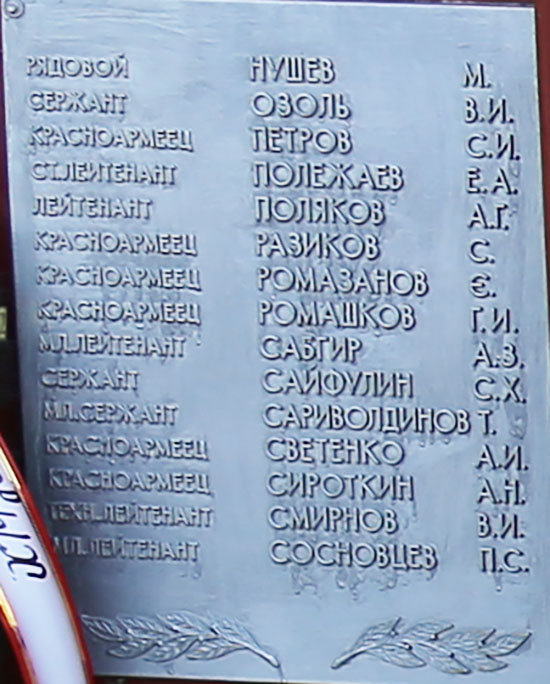 РЯДОВОЙ НУШЕВ М.
СЕРЖАНТ ОЗОЛЬ В.И.
КРАСНОАРМЕЕЦ ПЕТРОВ С.И.
СТ.ЛЕЙТЕНАНТ ПОЛЕЖАЕВ Е.А.
ЛЕЙТЕНАНТ ПОЛЯКОВ А.Г.
КРАСНОАРМЕЕЦ РАЗИКОВ С.
КРАСНОАРМЕЕЦ РОМАЗАНОВ Є.
КРАСНОАРМЕЕЦ РОМАШКОВ Г.И.
МЛ.ЛЕЙТЕНАНТ САБГИР А.З.
СЕРЖАНТ САЙФУЛИН С.Х.
МЛ.СЕРЖАНТ САРИВОЛДИНОВ Т.
КРАСНОАРМЕЕЦ СВЕТЕНКО А.И.
КРАСНОАРМЕЕЦ СИРОТКИН А.Н.
ТЕХН.ЛЕЙТЕНАНТ СМИРНОВ В.И.
МЛ.ЛЕЙТЕНАНТ СОСНОВЦЕВ П.С.